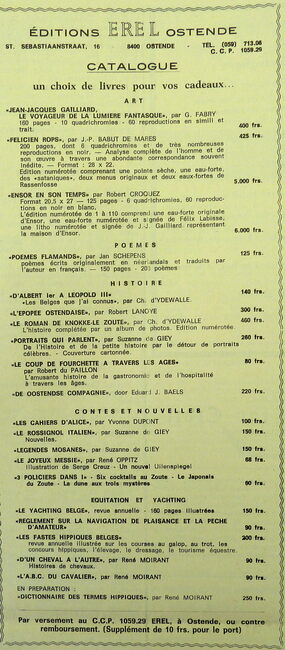 ÉDITIONS EREL OSTENDE
ST. SEBASTIAANSTRAAT, 16 - 8400 OSTENDE - TEL. (059) 713.06
C.C.P. 1059.29
CATALOGUE
un choix de livres pour vos cadeaux...
ART
«JEAN-JACQUES GAILLIARD,
LE VOYAGEUR DE LA LUMIERE FANTASQUE», par G. FABRY
160 pages - 10 quadrichromies - 60 reproductions en simili et
trait. 400 frs.
«FELICIEN ROPS», par J.-P. BABUT DE MARES 425 frs.
200 pages, dont 6 quadrichromies et de très nombreuses
reproductions en noir. — Analyse complète de l'homme et de
son œuvre à travers une abondante correspondance souvent
inédite. — Format : 28 x 22.
Edition numérotée comprenant une pointe sèche, une eau-forte,
des «sataniques», deux menus originaux et deux eaux-fortes de
Rassenfosse 5.000 frs.
«ENSOR EN SON TEMPS» par Robert CROQUEZ
Format 20,5 x 27 — 125 pages - 6 quadrichromies, 60 reproduc-
tions en noir en blanc.
L'édition numérotée de 1 à 110 comprend une eau-forte originale
d'Ensor, une eau-forte numérotée et signée de Félix Labisse,
une litho numérotée et signée de J.-J. Gailliard représentant
la maison d'Ensor. 6.000 frs.
POEMES
«POEMES FLAMANDS», par Jan SCHEPENS 125 frs.
poèmes écrits originalement en néerlandais et traduits par
l'auteur en français. — 150 pages - 20 poèmes
HISTOIRE
«D'ALBERT Ier A LEOPOLD III» 140 frs.
«Les Belges que j'ai connus», par Ch. d'YDEWALLE.
«L'EPOPEE OSTENDAISE», par Robert LANOYE 300 frs.
«LE ROMAN DE KNOKKE-LE ZOUTE», par Ch. d'YDEWALLE 460 frs.
L'histoire complétée par un album de photos. Edition numérotée.
«PORTRAITS QUI PARLENT», par Suzanne de GIEY 260 frs.
De l'Histoire et de la petite histoire par le détour de portraits
célèbres. - Couverture cartonnée.
«LE COUP DE FOURCHETTE A TRAVERS LES AGES» 80 frs.
par Robert du PAILLON
L'amusante histoire de la gastronomie et de l'hospitalité
à travers les âges.
«DE OOSTENDSE COMPAGNIE», door Eduard J. BAELS 220 frs.
CONTES ET NOUVELLES
«LES CAHIERS D'ALICE», par Yvonne DUPONT 100 frs.
«LE ROSSIGNOL ITALIEN», par Suzanne de GIEY 150 frs.
Nouvelles.
«LEGENDES MOSANES», par Suzanne de GIEY 150 frs.
«LE JOYEUX MESSIE», par René OPPITZ 68 frs.
Illustration de Serge Creuz - Un nouvel Uilenspiegel
«3 POLICIERS DANS 1» - Six cocktails au Zoute - Le Japonais
du Zoute - Le dune aux trois mystères 60 frs.
EQUITATION ET YACHTING
«LE YACHTING BELGE», revue annuelle - 160 pages illustrées 150 frs.
«REGLEMENT SUR LA NAVIGATION DE PLAISANCE ET LA PECHE
D'AMATEUR» 90 frs.
«LES FASTES HIPPIQUES BELGES» 200 frs.
revue annuelle illustrée sur les courses au galop, au trot, les
concours hippiques, l'élevage, le dressage, le tourisme équestre.
«D'UN CHEVAL A L'AUTRE», par René MOIRANT 90 frs.
Histoires de chevaux.
«L'A.B.C. DU CAVALIER», par René MOIRANT 90 frs.
EN PREPARATION :
«DICTIONNAIRE DES TERMES HIPPIQUES», par René MOIRANT 250 frs.
Par versement au C.C.P. 1059.29 EREL, à Ostende, ou contre
remboursement. (Supplément de 10 frs. pour le port)